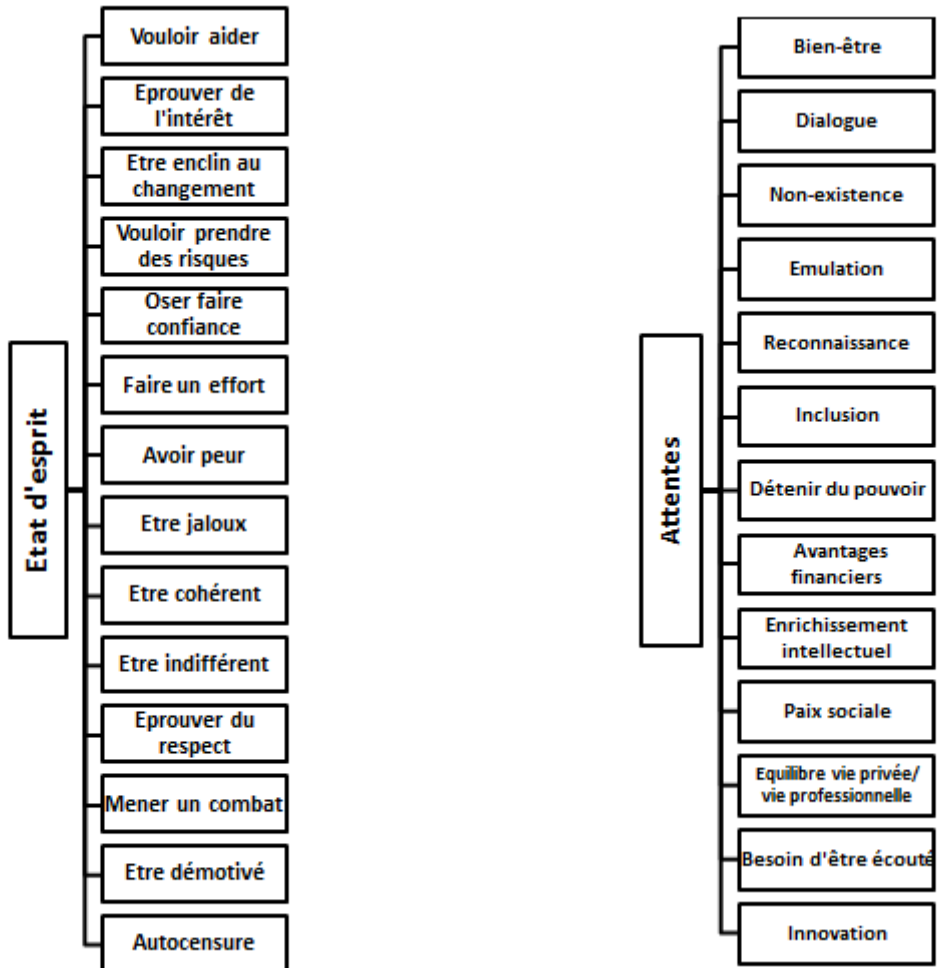 Etat d'esprit
Vouloir aider
Eprouver de
l'intérêt
Etre enclin au
changement
Vouloir prendre
des risques
Oser faire
confiance
Faire un effort
Avoir peur
Etre jaloux
Etre cohérent
Etre indifférent
Eprouver du
respect
Mener un combat
Etre démotivé
Autocensure
Attentes
Bien-être
Dialogue
Non-existence
Emulation
Reconnaissance
Inclusion
Détenir du pouvoir
Avantages
financiers
Enrichissement
intellectuel
Paix sociale
Equilibre vie privée/
vie professionnelle
Besoin d'être écouté
Innovation